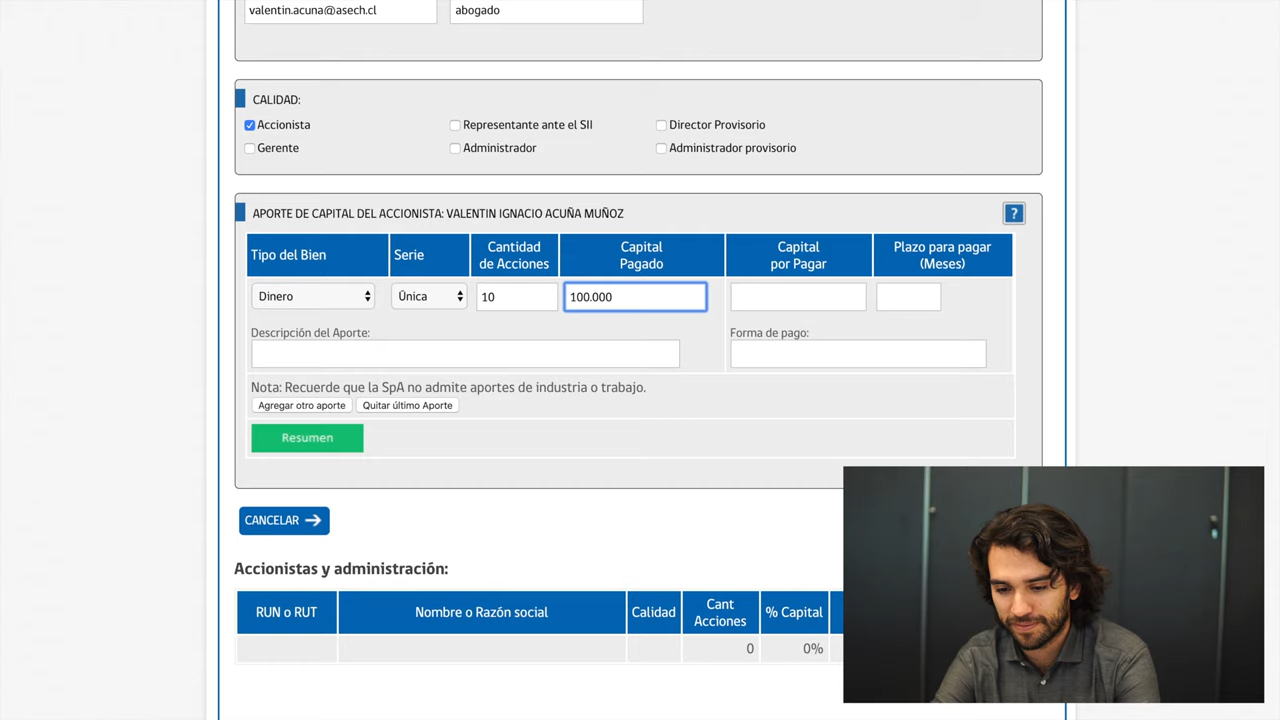 valentin.acuna@asech.cl abogado
CALIDAD:
Accionista Representante ante el SII Director Provisorio
Gerente Administrador Administrador provisorio
APORTE DE CAPITAL DEL ACCIONISTA: VALENTIN IGNACIO ACUÑA MUÑOZ ?
Tipo del Bien Serie Cantidad de Acciones Capital Pagado Capital por Pagar Plazo para pagar (Meses)
Dinero Única 10 100.000
Descripción del Aporte: Forma de pago:
Nota: Recuerde que la SpA no admite aportes de industria o trabajo.
Agregar otro aporte Quitar último Aporte
Resumen
CANCELAR
Accionistas y administración:
RUN o RUT Nombre o Razón social Calidad Cant Acciones % Capital
0 0%